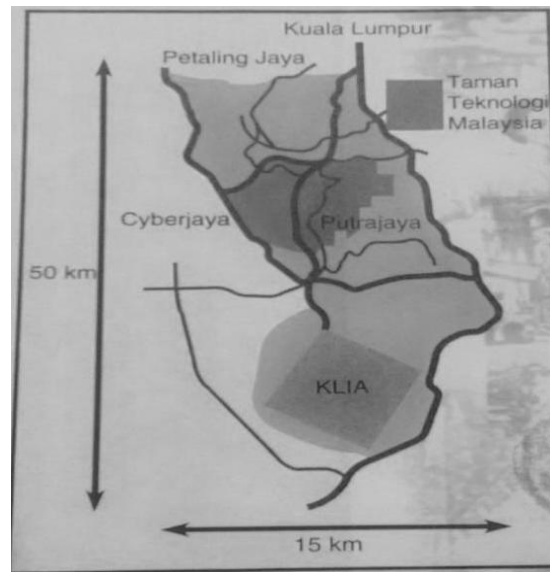 Kuala Lumpur
Petaling Jaya
Taman
Teknologi
Malaysia
Cyberjaya
Putrajaya
50 km
KLIA
15 km